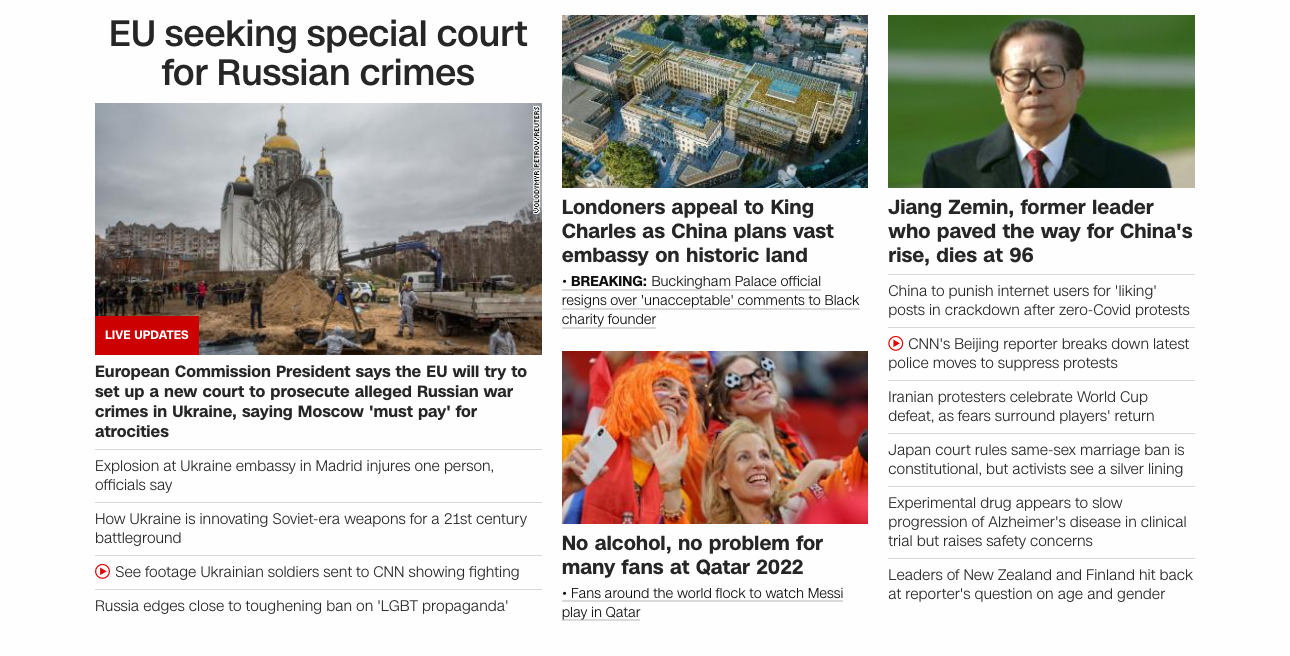 EU seeking special court
for Russian crimes
VOLODYMYR PETROV/REUTERS
LIVE UPDATES
European Commission President says the EU will try to
set up a new court to prosecute alleged Russian war
crimes in Ukraine, saying Moscow 'must pay' for
atrocities
Explosion at Ukraine embassy in Madrid injures one person,
officials say
How Ukraine is innovating Soviet-era weapons for a 21st century
battleground
See footage Ukrainian soldiers sent to CNN showing fighting
Russia edges close to toughening ban on 'LGBT propaganda'
Londoners appeal to King
Charles as China plans vast
embassy on historic land
• BREAKING: Buckingham Palace official
resigns over 'unacceptable' comments to Black
charity founder
No alcohol, no problem for
many fans at Qatar 2022
• Fans around the world flock to watch Messi
play in Qatar
Jiang Zemin, former leader
who paved the way for China's
rise, dies at 96
China to punish internet users for 'liking'
posts in crackdown after zero-Covid protests
CNN's Beijing reporter breaks down latest
police moves to suppress protests
Iranian protesters celebrate World Cup
defeat, as fears surround players' return
Japan court rules same-sex marriage ban is
constitutional, but activists see a silver lining
Experimental drug appears to slow
progression of Alzheimer's disease in clinical
trial but raises safety concerns
Leaders of New Zealand and Finland hit back
at reporter's question on age and gender